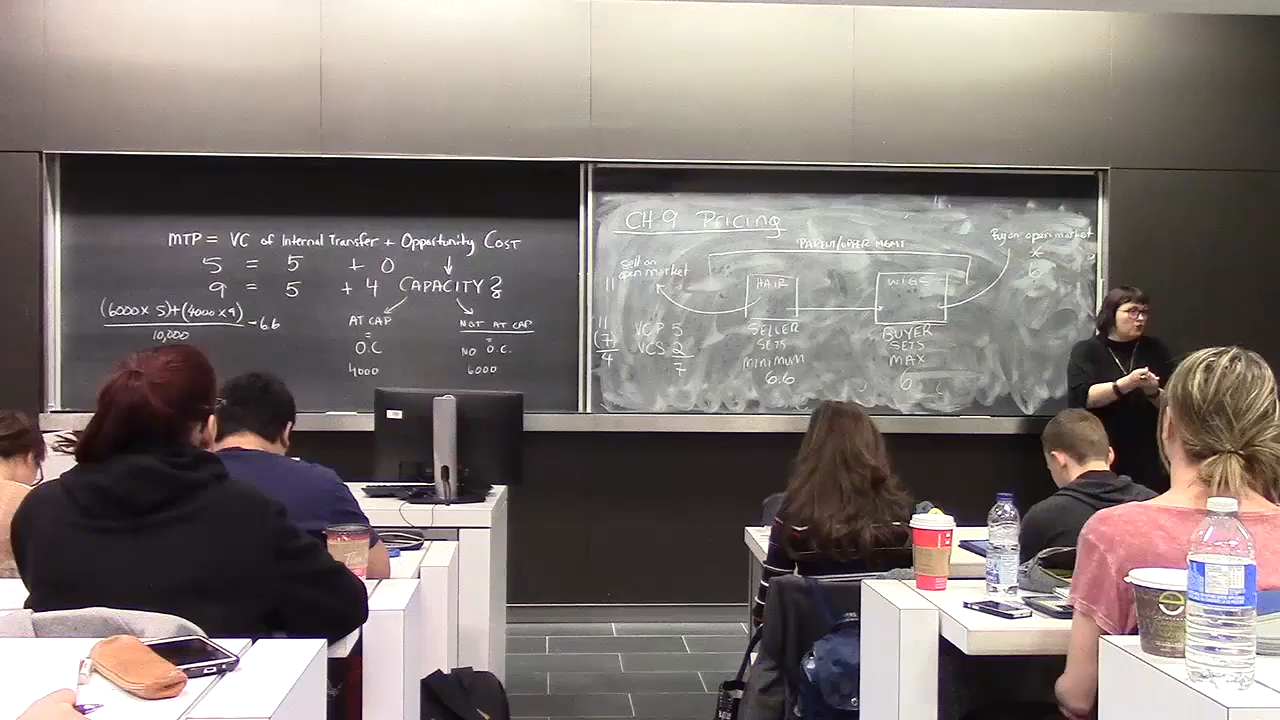 MTP = VC of Internal Transfer + Opportunity Cost
5 = 5 + 0
9 = 5 + 4 CAPACITY?
(6000 x 5)+(4000 x 9)
10,000
= 6.6
AT CAP
=
O.C
4000
NOT AT CAP
=
NO O.C.
6000
CH 9 Pricing
PARENT/UPPER MGMT
Buy on open market
6
sell on
open market
11
HAIR
WIGS
11
(7)
4
VCP 5
VCS 2
7
SELLER
SETS
MINIMUM
6.6
BUYER
SETS
MAX
6
Tim